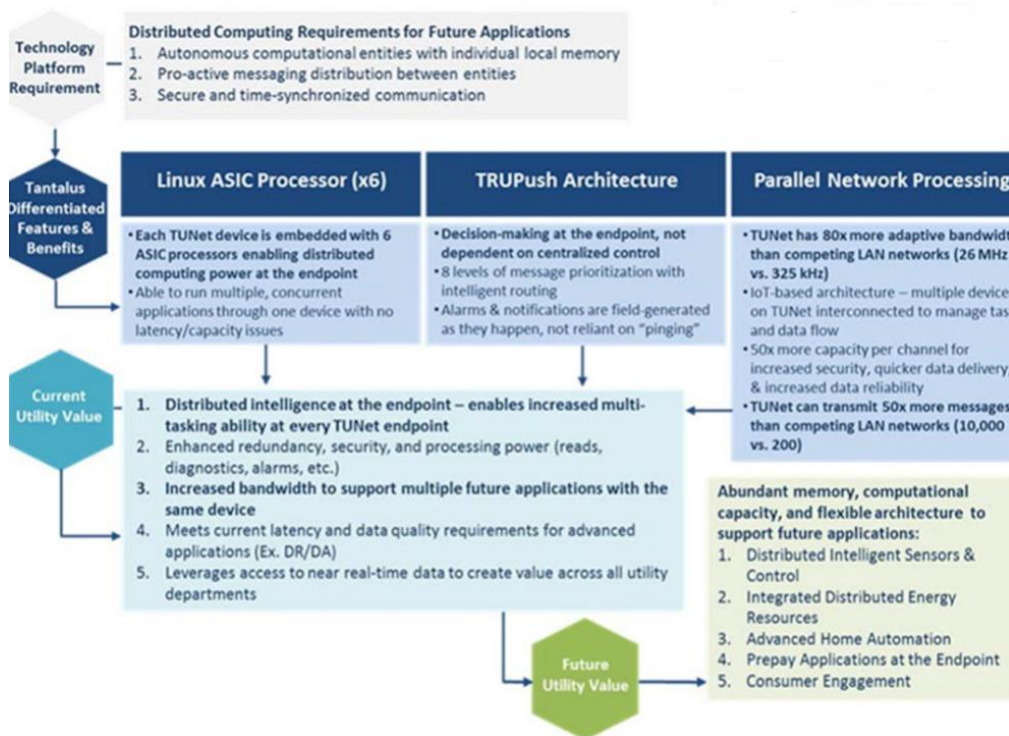 Technology
Platform
Requirement
Distributed Computing Requirements for Future Applications
1. Autonomous computational entities with individual local memory
2. Pro-active messaging distribution between entities
3. Secure and time-synchronized communication
Tantalus
Differentiated
Features &
Benefits
Linux ASIC Processor (x6)
•Each TUNet device is embedded with 6
ASIC processors enabling distributed
computing power at the endpoint
•Able to run multiple, concurrent
applications through one device with no
latency/capacity issues
TRUPush Architecture
•Decision-making at the endpoint, not
dependent on centralized control
•8 levels of message prioritization with
intelligent routing
•Alarms & notifications are field-generated
as they happen, not reliant on “pinging”
Parallel Network Processing
•TUNet has 80x more adaptive bandwidt
than competing LAN networks (26 MHz
vs. 325 kHz)
•IoT-based architecture – multiple device
on TUNet interconnected to manage tas
and data flow
•50x more capacity per channel for
increased security, quicker data delivery,
& increased data reliability
•TUNet can transmit 50x more messages
than competing LAN networks (10,000
vs. 200)
Current
Utility Value
1. Distributed intelligence at the endpoint – enables increased multi-
tasking ability at every TUNet endpoint
2. Enhanced redundancy, security, and processing power (reads,
diagnostics, alarms, etc.)
3. Increased bandwidth to support multiple future applications with the
same device
4. Meets current latency and data quality requirements for advanced
applications (Ex. DR/DA)
5. Leverages access to near real-time data to create value across all utility
departments
Future
Utility Value
Abundant memory, computational
capacity, and flexible architecture to
support future applications:
1. Distributed Intelligent Sensors &
Control
2. Integrated Distributed Energy
Resources
3. Advanced Home Automation
4. Prepay Applications at the Endpoint
5. Consumer Engagement